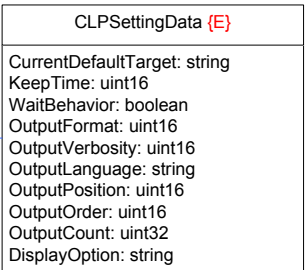 CLPSettingData {E}
CurrentDefaultTarget: string
KeepTime: uint16
WaitBehavior: boolean
OutputFormat: uint16
OutputVerbosity: uint16
OutputLanguage: string
OutputPosition: uint16
OutputOrder: uint16
OutputCount: uint32
DisplayOption: string